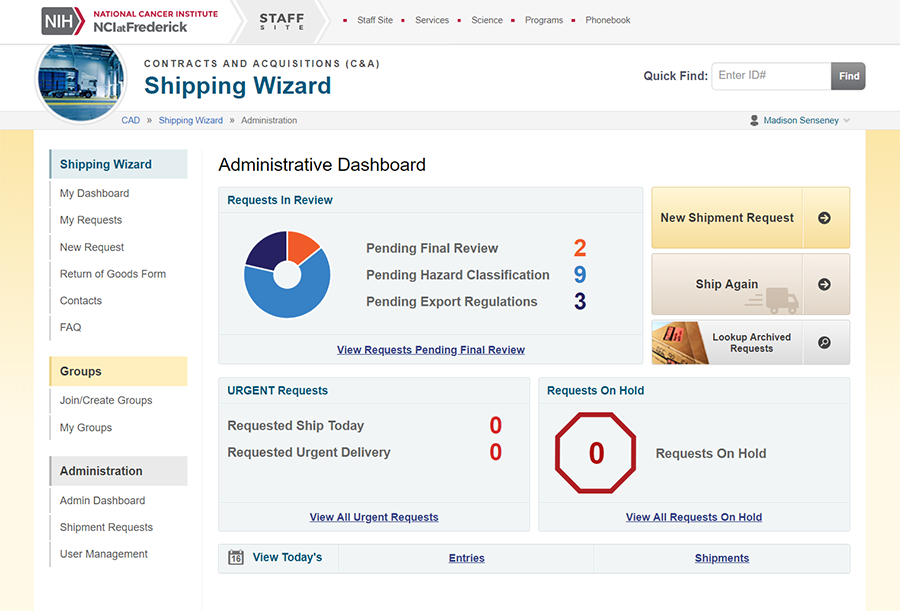 NIH
NATIONAL CANCER INSTITUTE
NCIatFrederick
STAFF
SITE
Staff Site
Services
Science
Programs
Phonebook
CONTRACTS AND ACQUISITIONS (C&A)
Shipping Wizard
Quick Find:
Enter ID#
Find
CAD » Shipping Wizard » Administration
Madison Senseney
Shipping Wizard
My Dashboard
My Requests
New Request
Return of Goods Form
Contacts
FAQ
Groups
Join/Create Groups
My Groups
Administration
Admin Dashboard
Shipment Requests
User Management
Administrative Dashboard
Requests In Review
Pending Final Review 2
Pending Hazard Classification 9
Pending Export Regulations 3
View Requests Pending Final Review
New Shipment Request
Ship Again
Lookup Archived
Requests
URGENT Requests
Requested Ship Today 0
Requested Urgent Delivery 0
View All Urgent Requests
Requests On Hold
0 Requests On Hold
View All Requests On Hold
16 View Today's
Entries
Shipments